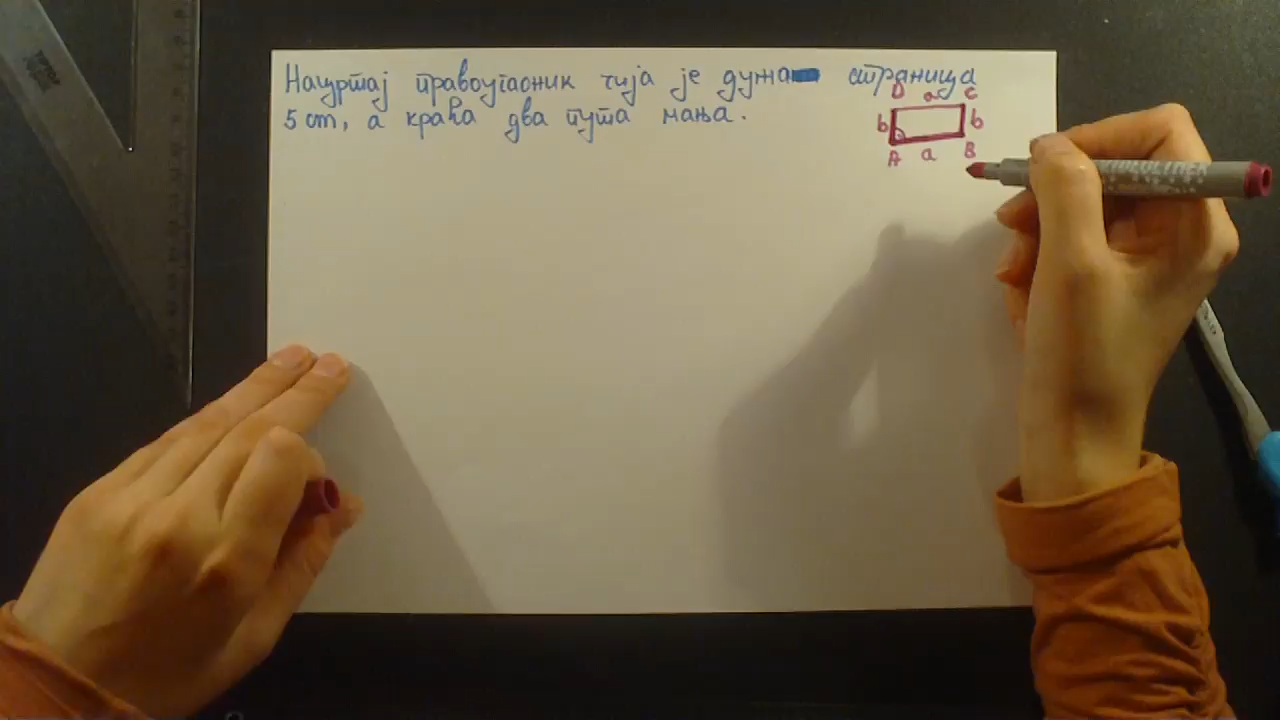 Нацртај правоугаоник чија је дужа страница
5 cm, а краћа два пута мања.
D a C
b b
A a B